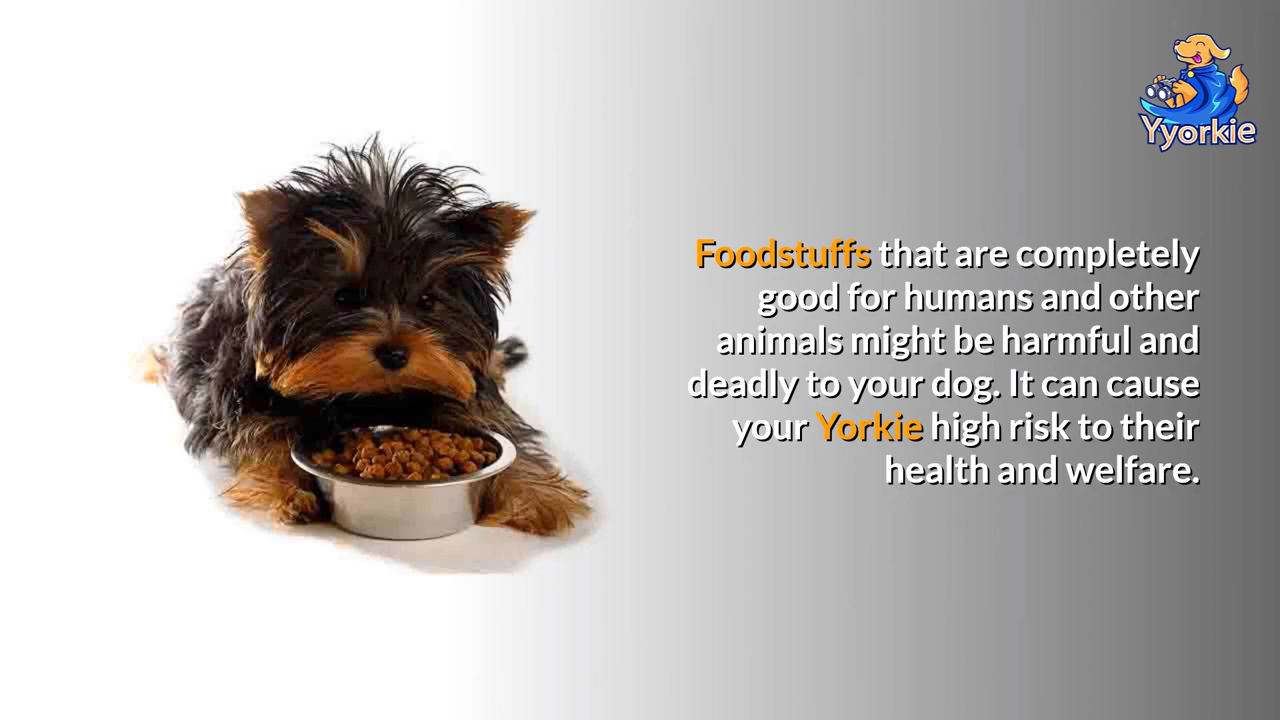 Yyorkie
Foodstuffs that are completely
good for humans and other
animals might be harmful and
deadly to your dog. It can cause
your Yorkie high risk to their
health and welfare.